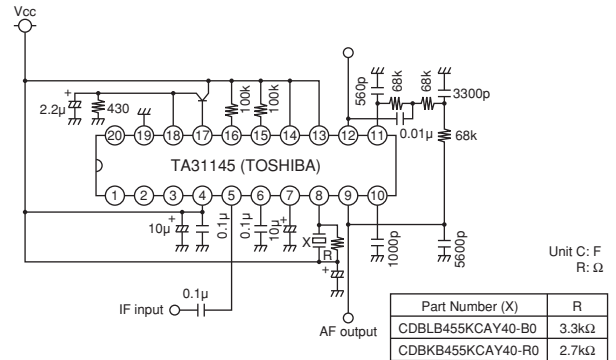 Vcc
2.2μ
+
430
100k
100k
560p
68k
68k
3300p
0.01μ
68k
20
19
18
17
16
15
14
13
12
11
TA31145 (TOSHIBA)
1
2
3
4
5
6
7
8
9
10
10μ
+
0.1μ
0.1μ
10μ
+
X
R
+
1000p
5600p
0.1μ
IF input
AF output
Unit C: F
R: Ω
Part Number (X) R
CDBLB455KCAY40-B0 3.3kΩ
CDBKB455KCAY40-R0 2.7kΩ